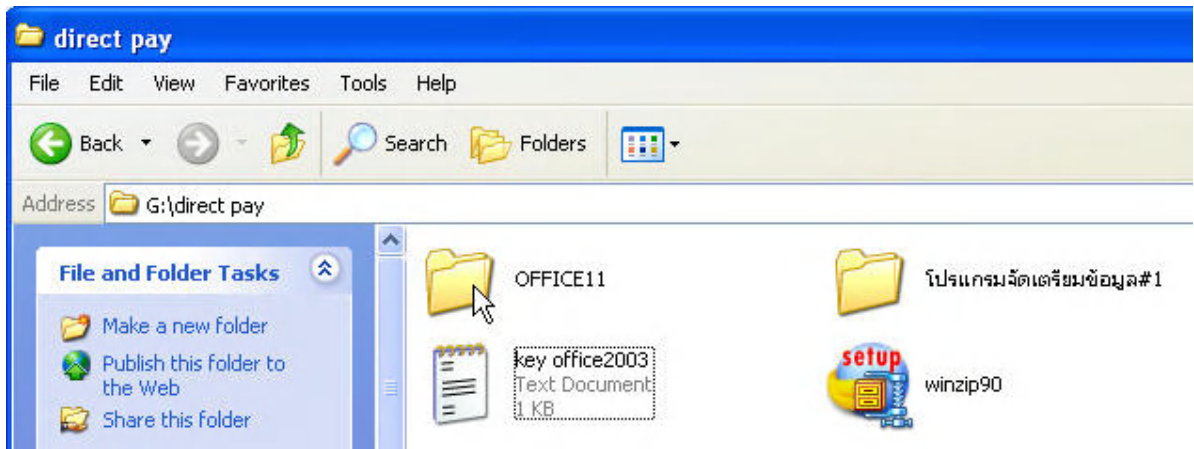 direct pay
File Edit View Favorites Tools Help
Back Search Folders
Address G:\direct pay
File and Folder Tasks
Make a new folder
Publish this folder to
the Web
Share this folder
OFFICE11
โปรแกรมจัดเตรียมข้อมูล#1
key office2003
Text Document
1 KB
setup
winzip90